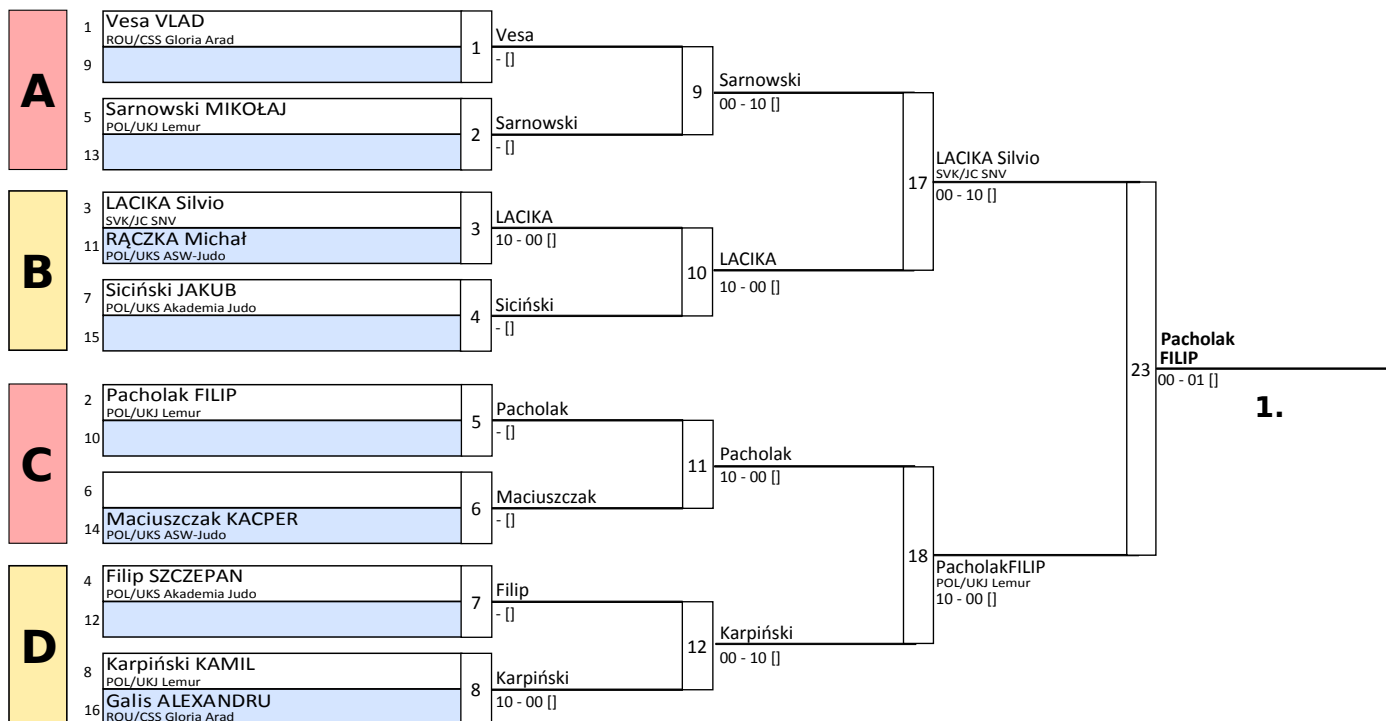 A
1
Vesa VLAD
ROU/CSS Gloria Arad
9
1
Vesa
- []
5
Sarnowski MIKOŁAJ
POL/UKJ Lemur
13
2
Sarnowski
- []
9
Sarnowski
00 - 10 []
B
3
LACIKA Silvio
SVK/JC SNV
11
RĄCZKA Michał
POL/UKS ASW-Judo
3
LACIKA
10 - 00 []
7
Siciński JAKUB
POL/UKS Akademia Judo
15
4
Siciński
- []
10
LACIKA
10 - 00 []
17
LACIKA Silvio
SVK/JC SNV
00 - 10 []
C
2
Pacholak FILIP
POL/UKJ Lemur
10
5
Pacholak
- []
6
14
Maciuszczak KACPER
POL/UKS ASW-Judo
6
Maciuszczak
- []
11
Pacholak
10 - 00 []
D
4
Filip SZCZEPAN
POL/UKS Akademia Judo
12
7
Filip
- []
8
Karpiński KAMIL
POL/UKJ Lemur
16
Galis ALEXANDRU
ROU/CSS Gloria Arad
8
Karpiński
10 - 00 []
12
Karpiński
00 - 10 []
18
PacholakFILIP
POL/UKJ Lemur
10 - 00 []
23
Pacholak
FILIP
00 - 01 []
1.